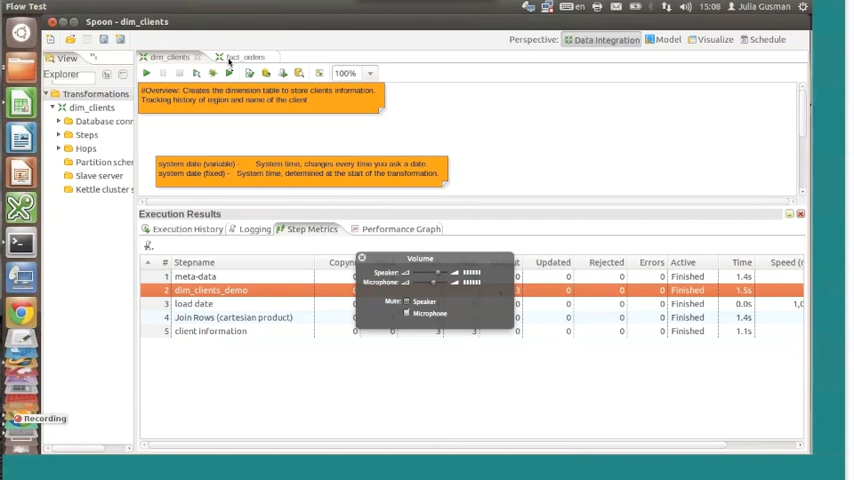 Flow Test
en
15:08
Julia Gusman
Spoon - dim_clients
Perspective:
Data Integration
Model
Visualize
Schedule
View
dim_clients
fact_orders
Explorer
100%
Transformations
dim_clients
Database conn
Steps
Hops
Partition scher
Slave server
Kettle cluster s
#Overview: Creates the dimension table to store clients information.
Tracking history of region and name of the client
system date (variable) - System time, changes every time you ask a date.
system date (fixed) - System time, determined at the start of the transformation.
Execution Results
Execution History
Logging
Step Metrics
Performance Graph
# Stepname Copyn Updated Rejected Errors Active Time Speed (r
1 meta-data 0 0 0 0 Finished 1.4s
2 dim_clients_demo 3 0 0 0 Finished 1.5s
3 load date 0 0 0 Finished 0.0s 1,0
4 Join Rows (cartesian product) 0 0 0 Finished 1.4s
5 client information 0 3 3 0 0 0 0 Finished 1.1s
Volume
Speaker:
Microphone:
Mute: Speaker
Microphone
Recording